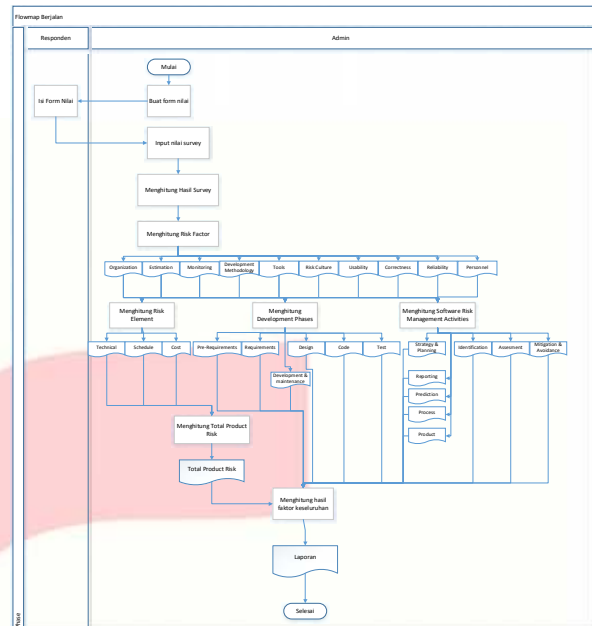 Flowmap Berjalan
Responden
Admin
Mulai
Isi Form Nilai
Buat form nilai
Input nilai survey
Menghitung Hasil Survey
Menghitung Risk Factor
Organization
Estimation
Monitoring
Development
Methodology
Tools
Risk Culture
Usability
Correctness
Reliability
Personnel
Menghitung Risk
Element
Menghitung
Development Phases
Menghitung Software Risk
Management Activities
Technical
Schedule
Cost
Pre-Requirements
Requirements
Design
Code
Test
Strategy &
Planning
Identification
Assesment
Mitigation &
Avoidance
Development &
maintenance
Reporting
Prediction
Process
Product
Menghitung Total Product
Risk
Total Product Risk
Menghitung hasil
faktor keseluruhan
Laporan
Selesai
Phase